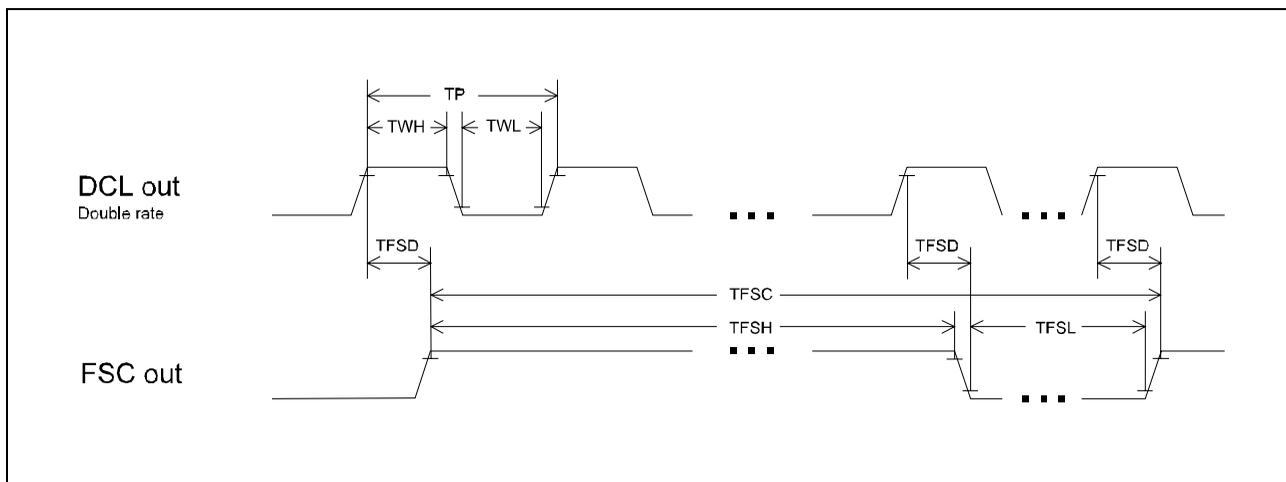 TP
TWH
TWL
DCL out
Double rate
TFSD
TFSD
TFSD
TFSC
TFSH
TFSL
FSC out